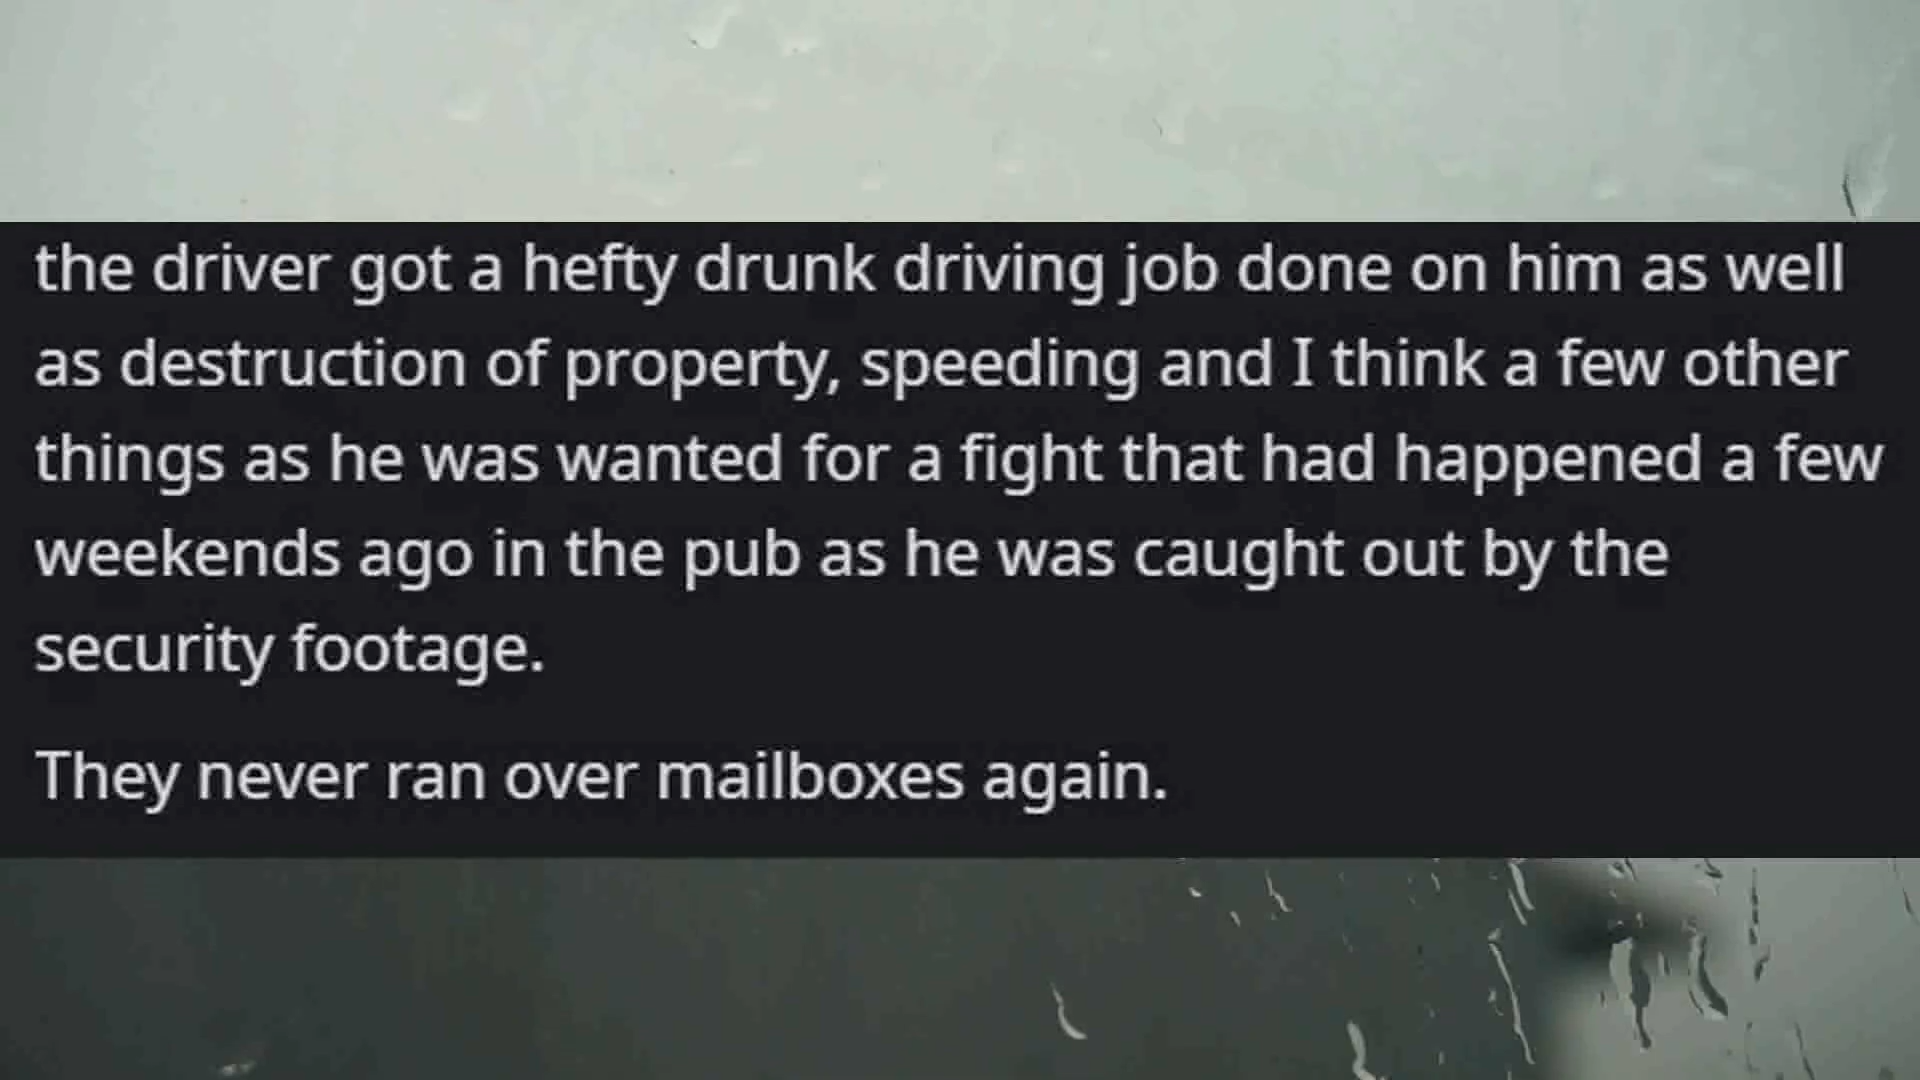 the driver got a hefty drunk driving job done on him as well
as destruction of property, speeding and I think a few other
things as he was wanted for a fight that had happened a few
weekends ago in the pub as he was caught out by the
security footage.
They never ran over mailboxes again.